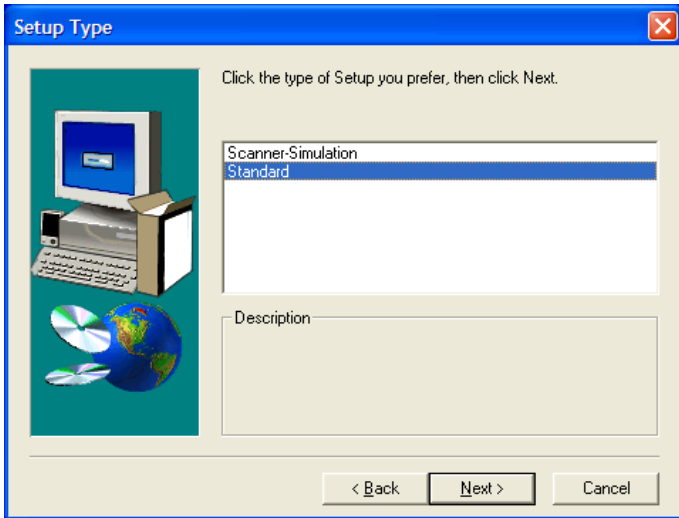 Setup Type
Click the type of Setup you prefer, then click Next.
Scanner-Simulation
Standard
Description
< Back
Next >
Cancel